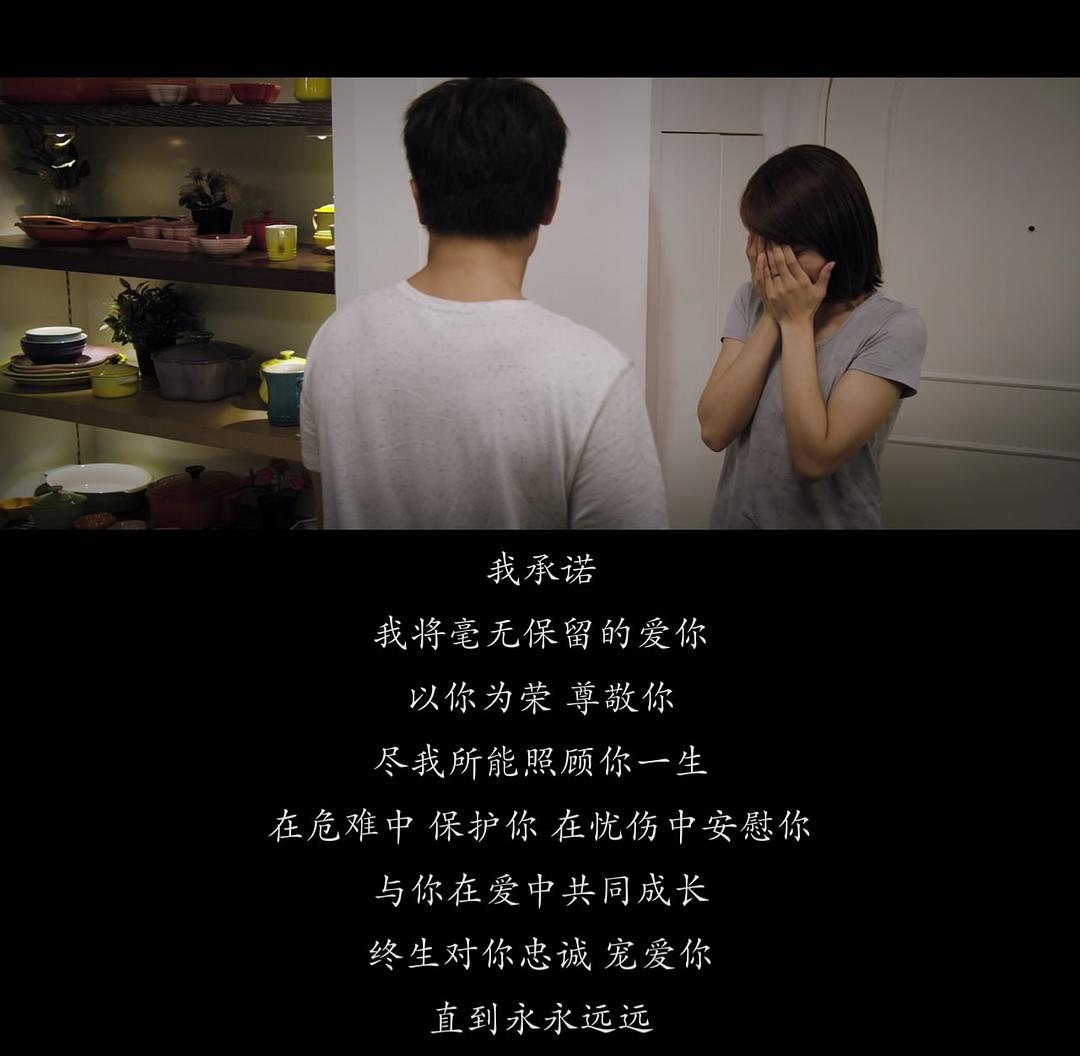 我承诺
我将毫无保留的爱你
以你为荣 尊敬你
尽我所能照顾你一生
在危难中 保护你 在忧伤中安慰你
与你在爱中共同成长
终生对你忠诚 宠爱你
直到永永远远